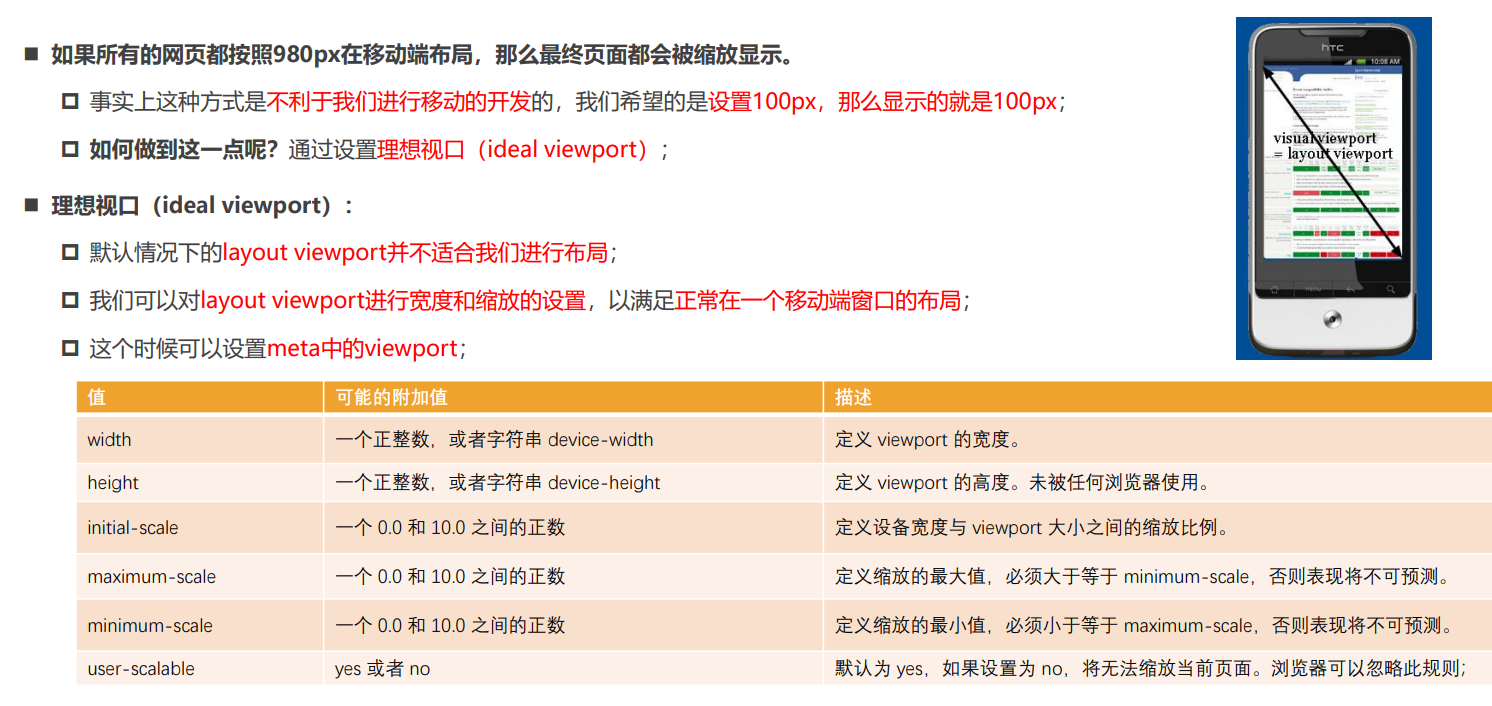 如果所有的网页都按照980px在移动端布局，那么最终页面都会被缩放显示。
事实上这种方式是不利于我们进行移动的开发的，我们希望的是设置100px，那么显示的就是100px；
如何做到这一点呢？通过设置理想视口（ideal viewport）；
理想视口（ideal viewport）：
默认情况下的layout viewport并不适合我们进行布局；
我们可以对layout viewport进行宽度和缩放的设置，以满足正常在一个移动端窗口的布局；
这个时候可以设置meta中的viewport；
hTC
10:08 AM
visual viewport
= layout viewport
MENU
值 可能的附加值 描述
width 一个正整数，或者字符串 device-width 定义 viewport 的宽度。
height 一个正整数，或者字符串 device-height 定义 viewport 的高度。未被任何浏览器使用。
initial-scale 一个 0.0 和 10.0 之间的正数 定义设备宽度与 viewport 大小之间的缩放比例。
maximum-scale 一个 0.0 和 10.0 之间的正数 定义缩放的最大值，必须大于等于 minimum-scale，否则表现将不可预测。
minimum-scale 一个 0.0 和 10.0 之间的正数 定义缩放的最小值，必须小于等于 maximum-scale，否则表现将不可预测。
user-scalable yes 或者 no 默认为 yes，如果设置为 no，将无法缩放当前页面。浏览器可以忽略此规则；